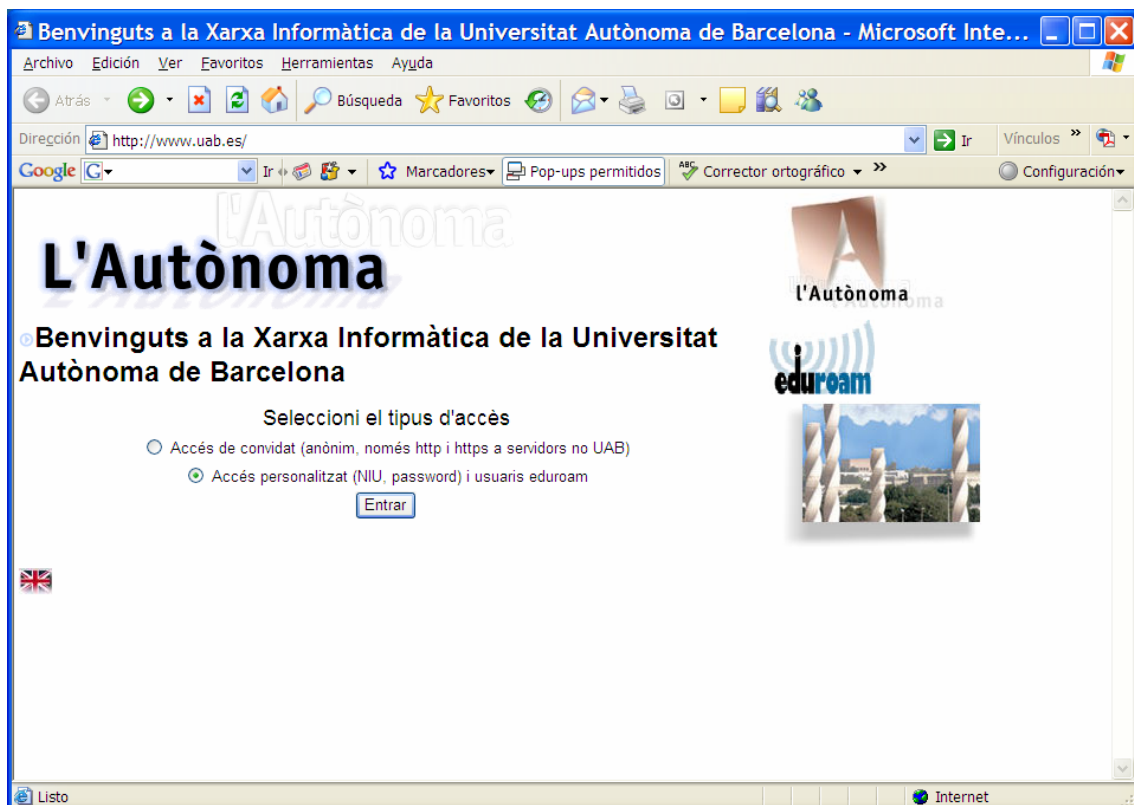 Benvinguts a la Xarxa Informàtica de la Universitat Autònoma de Barcelona - Microsoft Inte...
Archivo Edición Ver Favoritos Herramientas Ayuda
Atrás Búsqueda Favoritos
Dirección http://www.uab.es/ Ir Vínculos »
Google G Ir Marcadores Pop-ups permitidos ABC Corrector ortográfico » Configuración
L'Autònoma
L'Autònoma
l'Autònoma
l'Autònoma
Benvinguts a la Xarxa Informàtica de la Universitat
Autònoma de Barcelona
eduroam
Seleccioni el tipus d'accès
Accés de convidat (anònim, només http i https a servidors no UAB)
Accés personalitzat (NIU, password) i usuaris eduroam
Entrar
Listo Internet